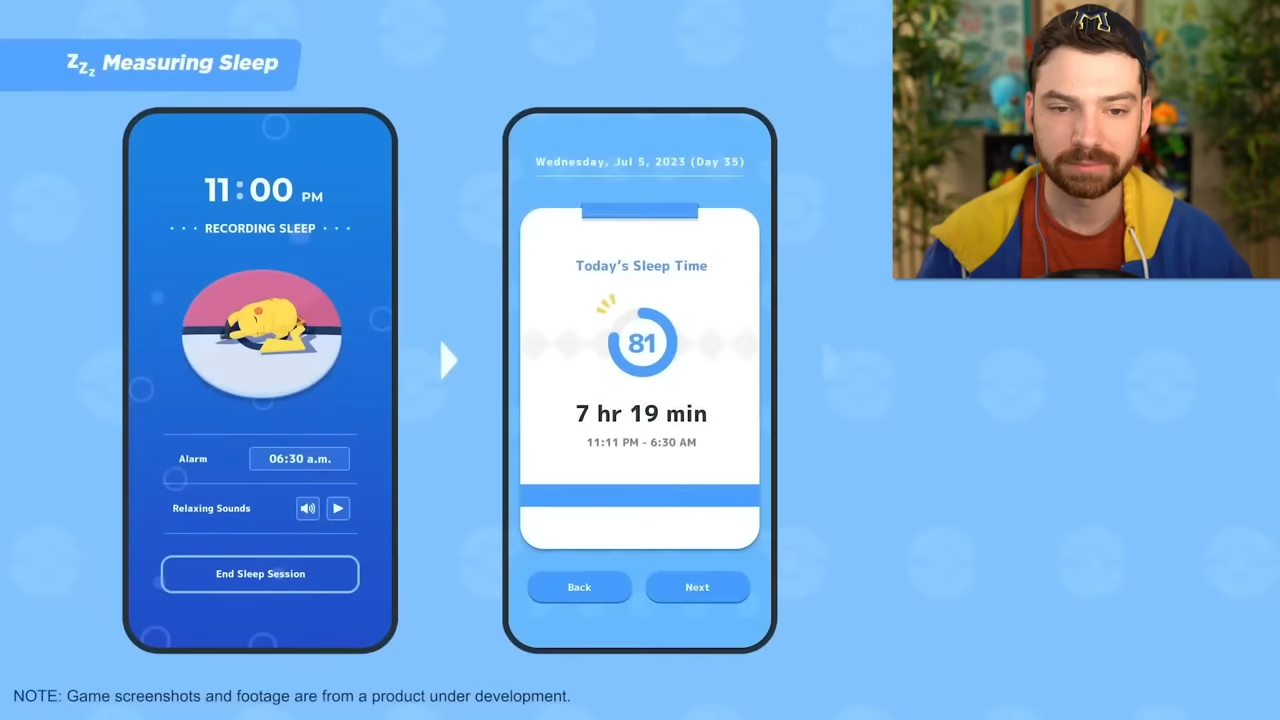 Zzz Measuring Sleep
11:00 PM
· · · RECORDING SLEEP · · ·
Alarm
06:30 a.m.
Relaxing Sounds
End Sleep Session
Wednesday, Jul 5, 2023 (Day 35)
Today's Sleep Time
81
7 hr 19 min
11:11 PM - 6:30 AM
Back
Next
M
NOTE: Game screenshots and footage are from a product under development.